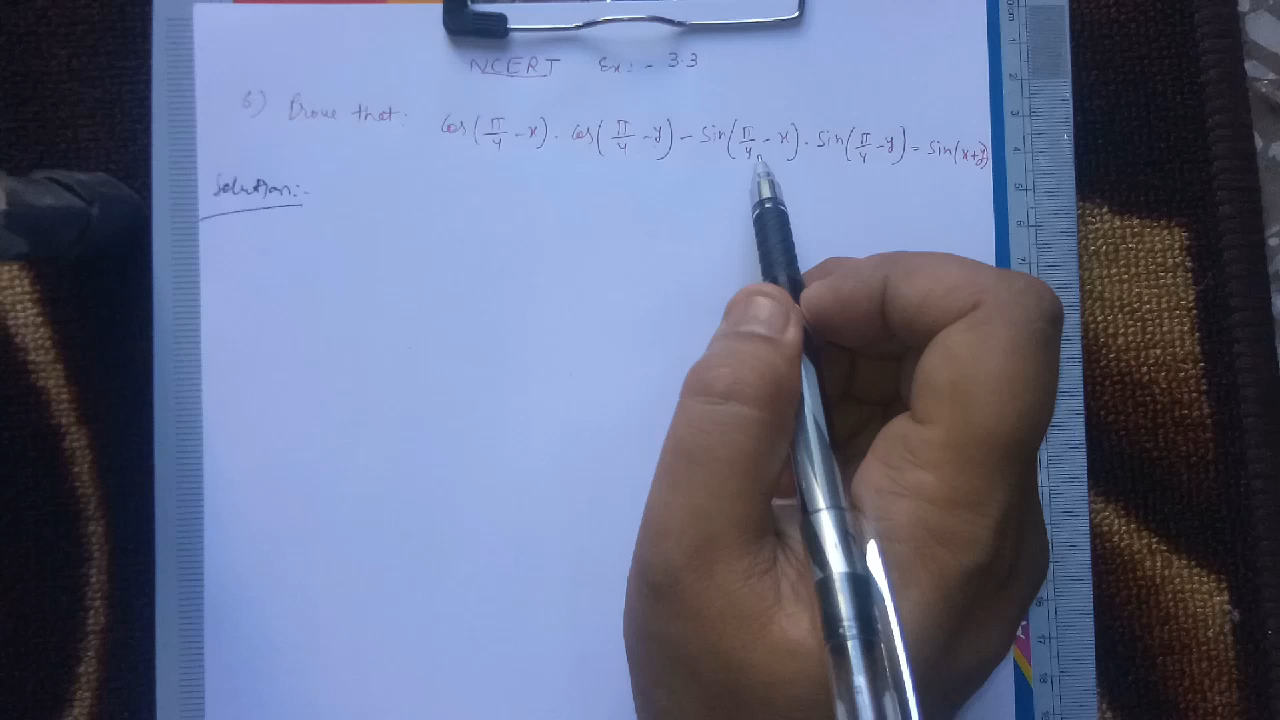 NCERT Ex:- 3.3
6) Prove that: cos(π/4 - x) · cos(π/4 - y) - sin(π/4 - x) · sin(π/4 - y) = sin(x+y)
Solution:-